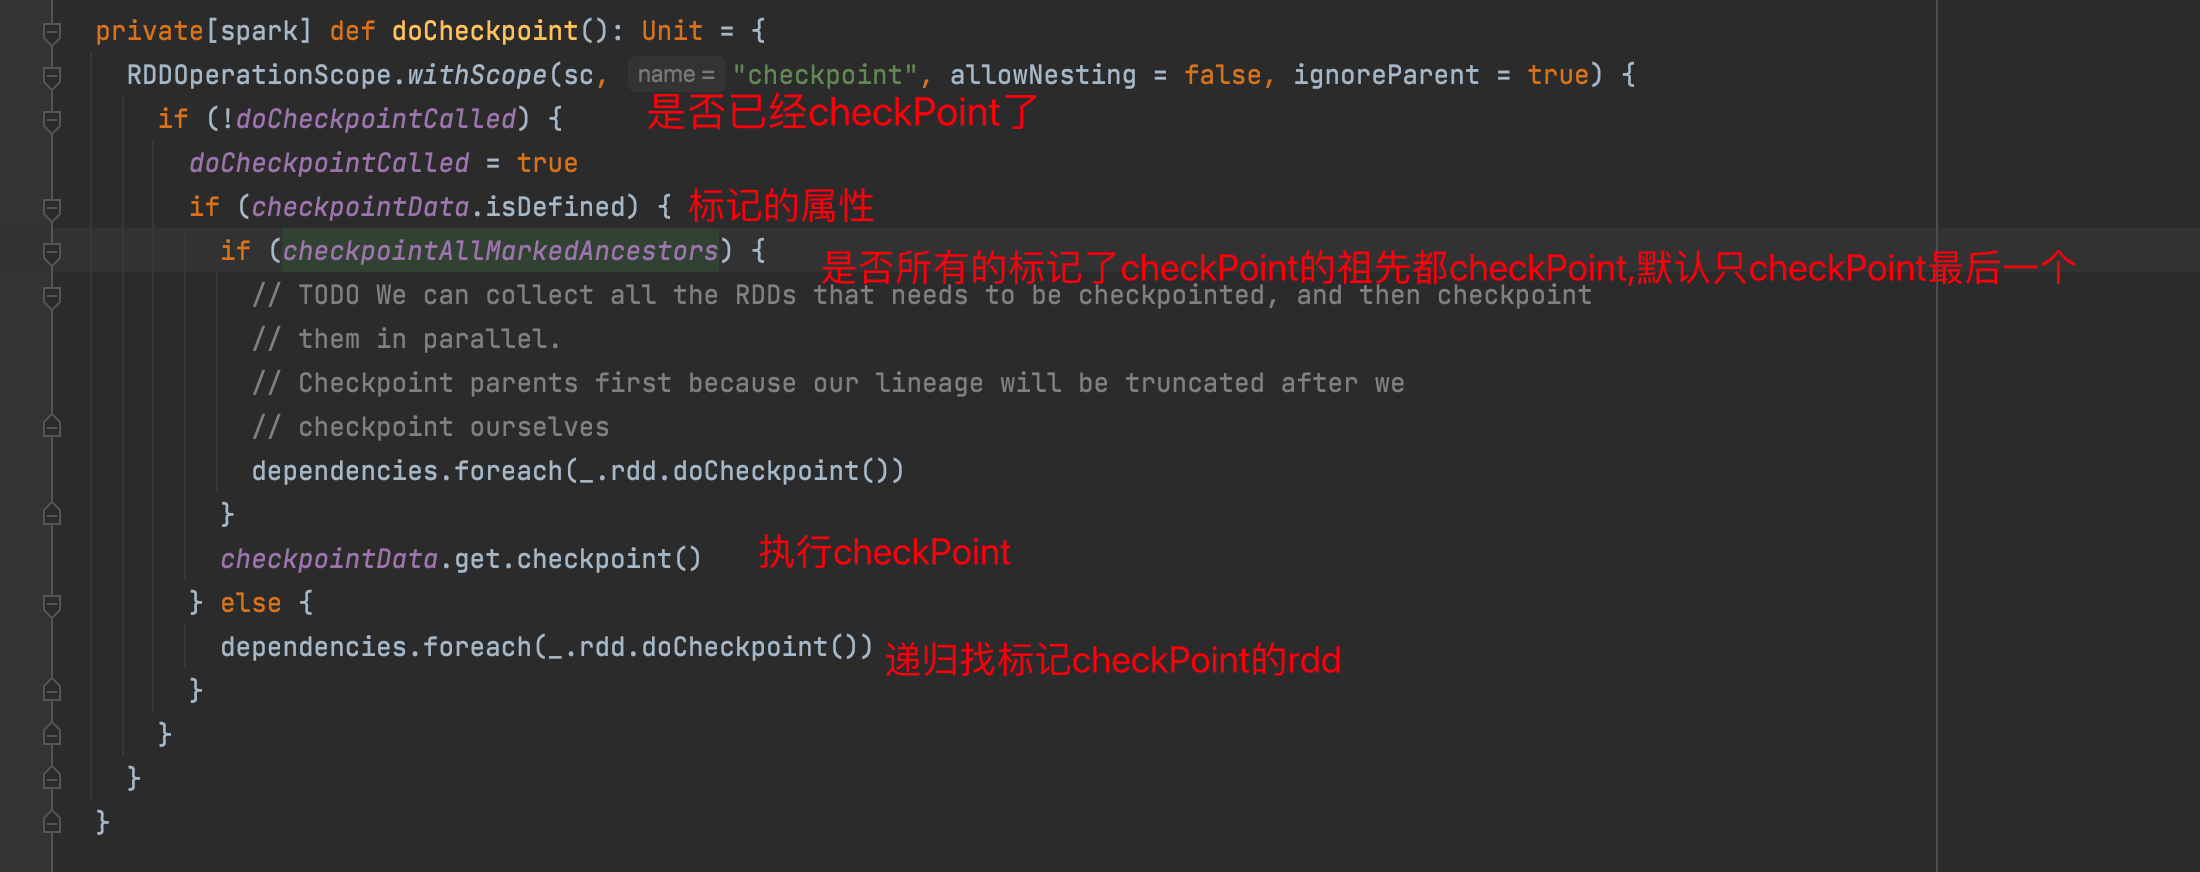 private[spark] def doCheckpoint(): Unit = {
RDDOperationScope.withScope(sc, name = "checkpoint", allowNesting = false, ignoreParent = true) {
if (!doCheckpointCalled) { 是否已经checkPoint了
doCheckpointCalled = true
if (checkpointData.isDefined) { 标记的属性
if (checkpointAllMarkedAncestors) { 是否所有的标记了checkPoint的祖先都checkPoint,默认只checkPoint最后一个
// TODO We can collect all the RDDs that needs to be checkpointed, and then checkpoint
// them in parallel.
// Checkpoint parents first because our lineage will be truncated after we
// checkpoint ourselves
dependencies.foreach(_.rdd.doCheckpoint())
}
checkpointData.get.checkpoint() 执行checkPoint
} else {
dependencies.foreach(_.rdd.doCheckpoint()) 递归找标记checkPoint的rdd
}
}
}
}